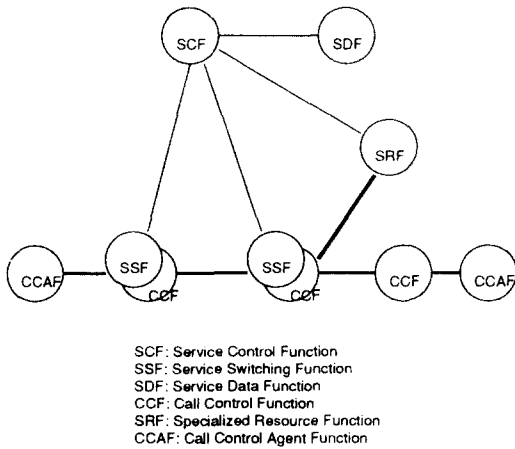 SCF
SDF
SRF
SSF
SSF
CCAF
CCF
CCF
CCF
CCAF
SCF: Service Control Function
SSF: Service Switching Function
SDF: Service Data Function
CCF: Call Control Function
SRF: Specialized Resource Function
CCAF: Call Control Agent Function